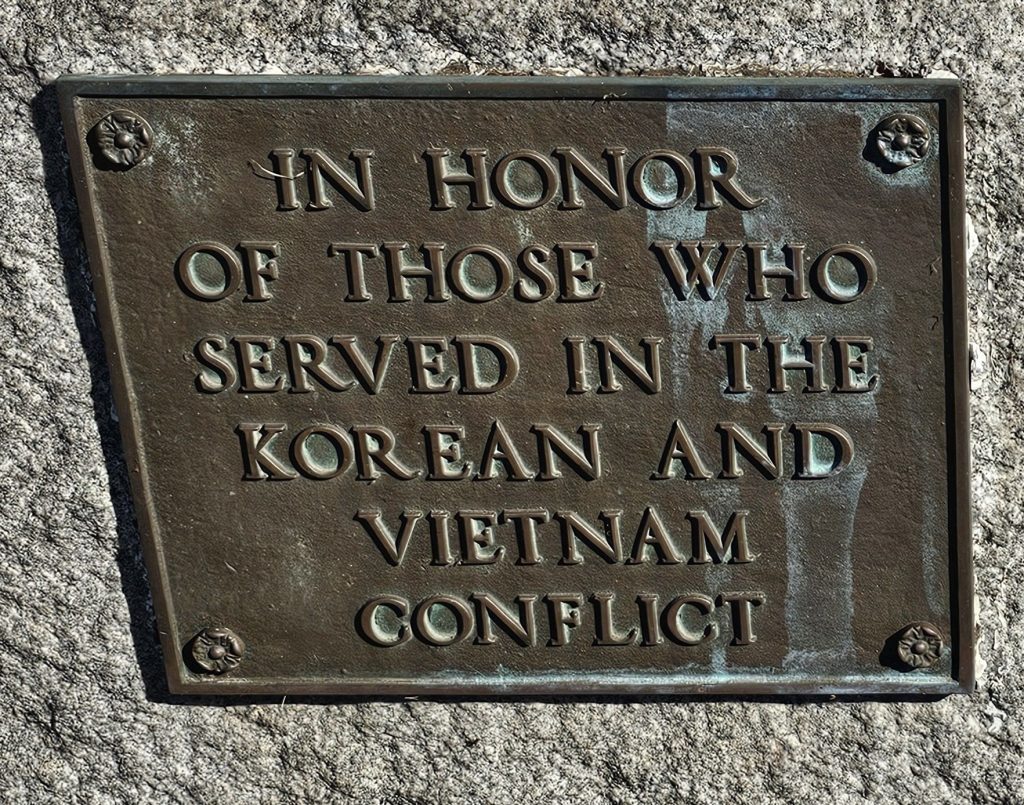 IN HONOR
OF THOSE WHO
SERVED IN THE
KOREAN AND
VIETNAM
CONFLICT